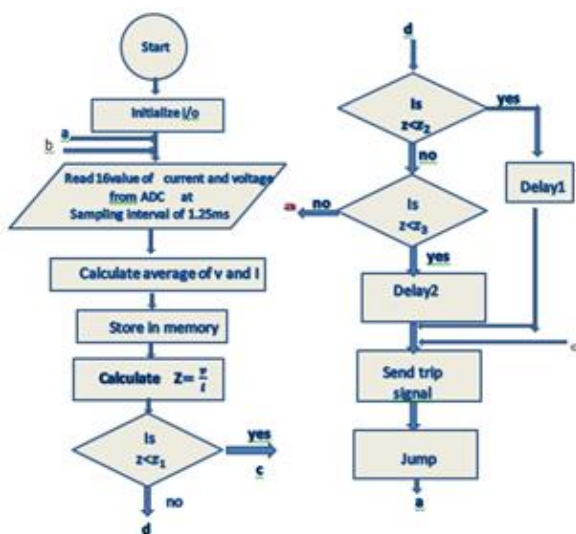 Start
Initialize i/o
a
b
Read 16value of current and voltage
from ADC at
Sampling interval of 1.25ms
Calculate average of v and I
Store in memory
Calculate Z= v/i
Is
z<z1
yes
c
no
d
d
Is
z<z2
yes
no
Delay1
Is
z<z3
no
a
yes
Delay2
c
Send trip
signal
Jump
a